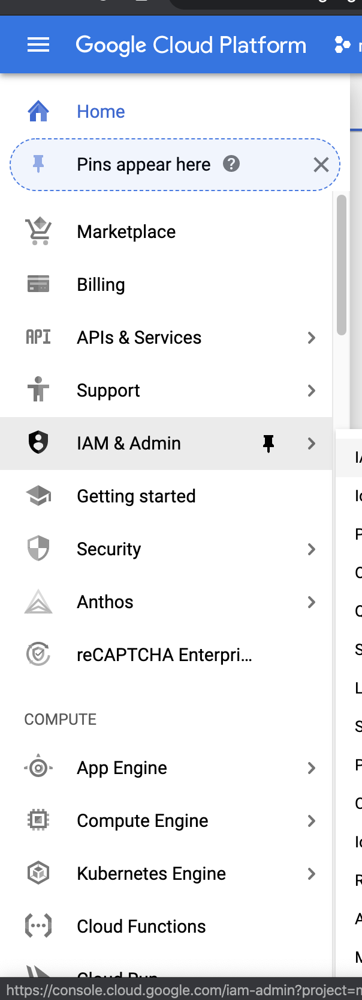 Google Cloud Platform
Home
Pins appear here
Marketplace
Billing
API APIs & Services
Support
IAM & Admin
Getting started
Security
Anthos
reCAPTCHA Enterpri...
COMPUTE
App Engine
Compute Engine
Kubernetes Engine
Cloud Functions
Cloud Run
https://console.cloud.google.com/iam-admin?project=